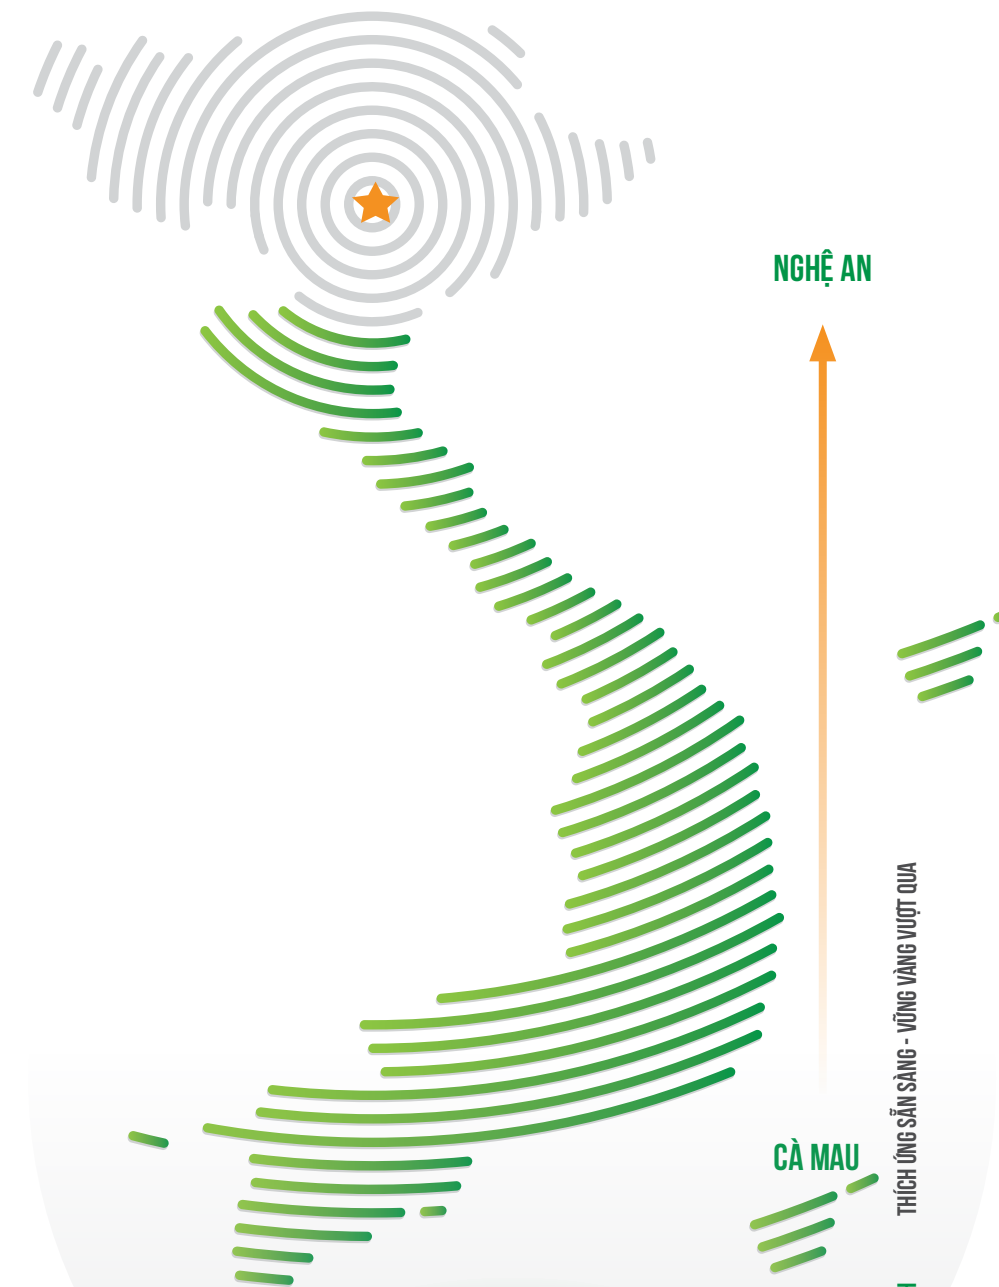 NGHỆ AN
THÍCH ỨNG SẴN SÀNG - VỮNG VÀNG VƯỢT QUA
CÀ MAU